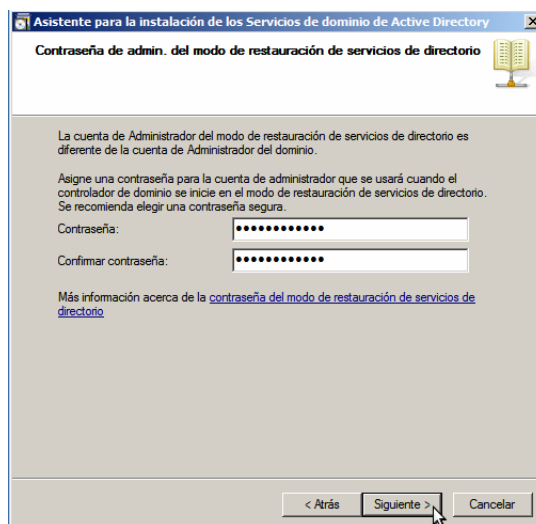 Asistente para la instalación de los Servicios de dominio de Active Directory
Contraseña de admin. del modo de restauración de servicios de directorio
La cuenta de Administrador del modo de restauración de servicios de directorio es
diferente de la cuenta de Administrador del dominio.
Asigne una contraseña para la cuenta de administrador que se usará cuando el
controlador de dominio se inicie en el modo de restauración de servicios de directorio.
Se recomienda elegir una contraseña segura.
Contraseña: ••••••••••••
Confirmar contraseña: ••••••••••••
Más información acerca de la contraseña del modo de restauración de servicios de
directorio
< Atrás Siguiente > Cancelar